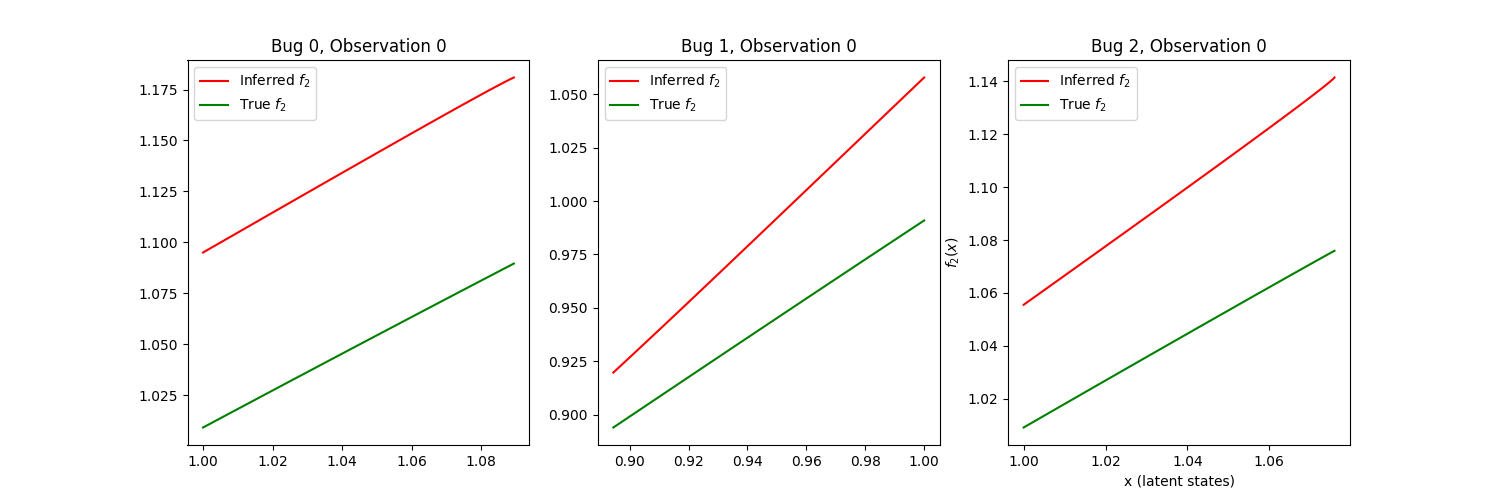 Bug 0, Observation 0
Inferred f₂
True f₂
1.175
1.150
1.125
1.100
1.075
1.050
1.025
1.00 1.02 1.04 1.06 1.08
Bug 1, Observation 0
Inferred f₂
True f₂
1.050
1.025
1.000
0.975
0.950
0.925
0.900
0.90 0.92 0.94 0.96 0.98 1.00
Bug 2, Observation 0
Inferred f₂
True f₂
f₂(x)
1.14
1.12
1.10
1.08
1.06
1.04
1.02
1.00 1.02 1.04 1.06
x (latent states)